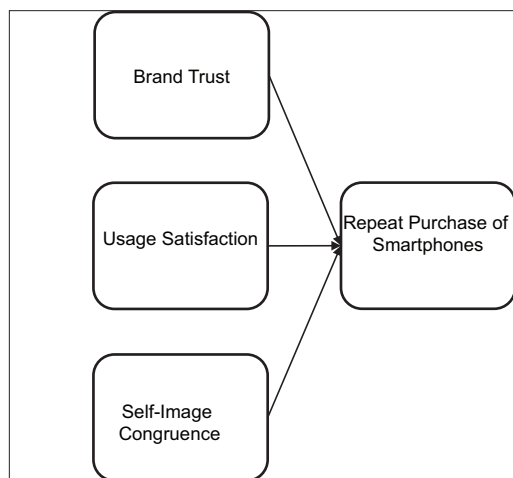 Brand Trust
Usage Satisfaction
Repeat Purchase of
Smartphones
Self-Image
Congruence